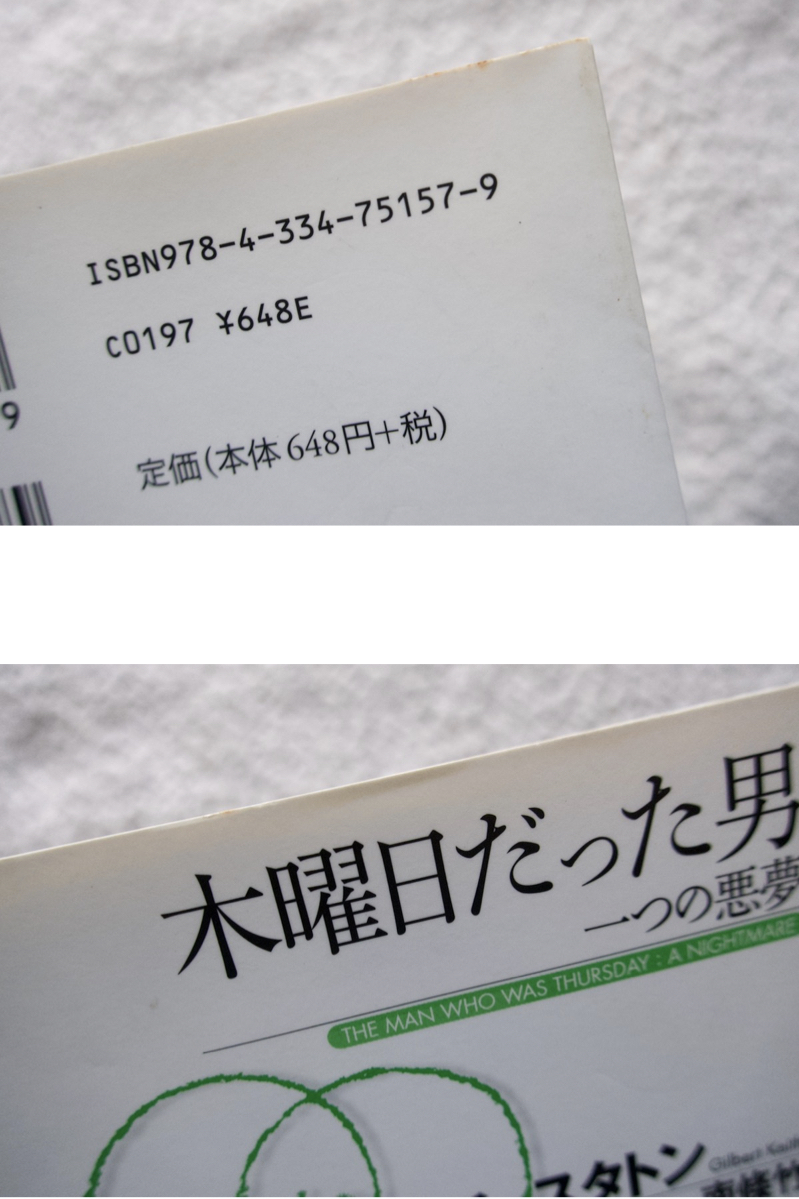 ISBN978-4-334-75157-9
C0197 ¥648E
9
定価(本体648円+税)
木曜日だった男
一つの悪夢
THE MAN WHO WAS THURSDAY : A NIGHTMARE
スタトン
Gilbert